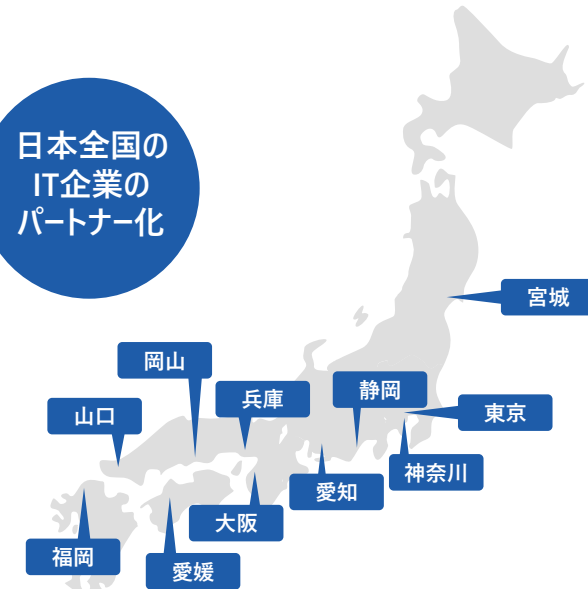 日本全国の
IT企業の
パートナー化
宮城
岡山
静岡
兵庫
山口
東京
神奈川
愛知
大阪
福岡
愛媛